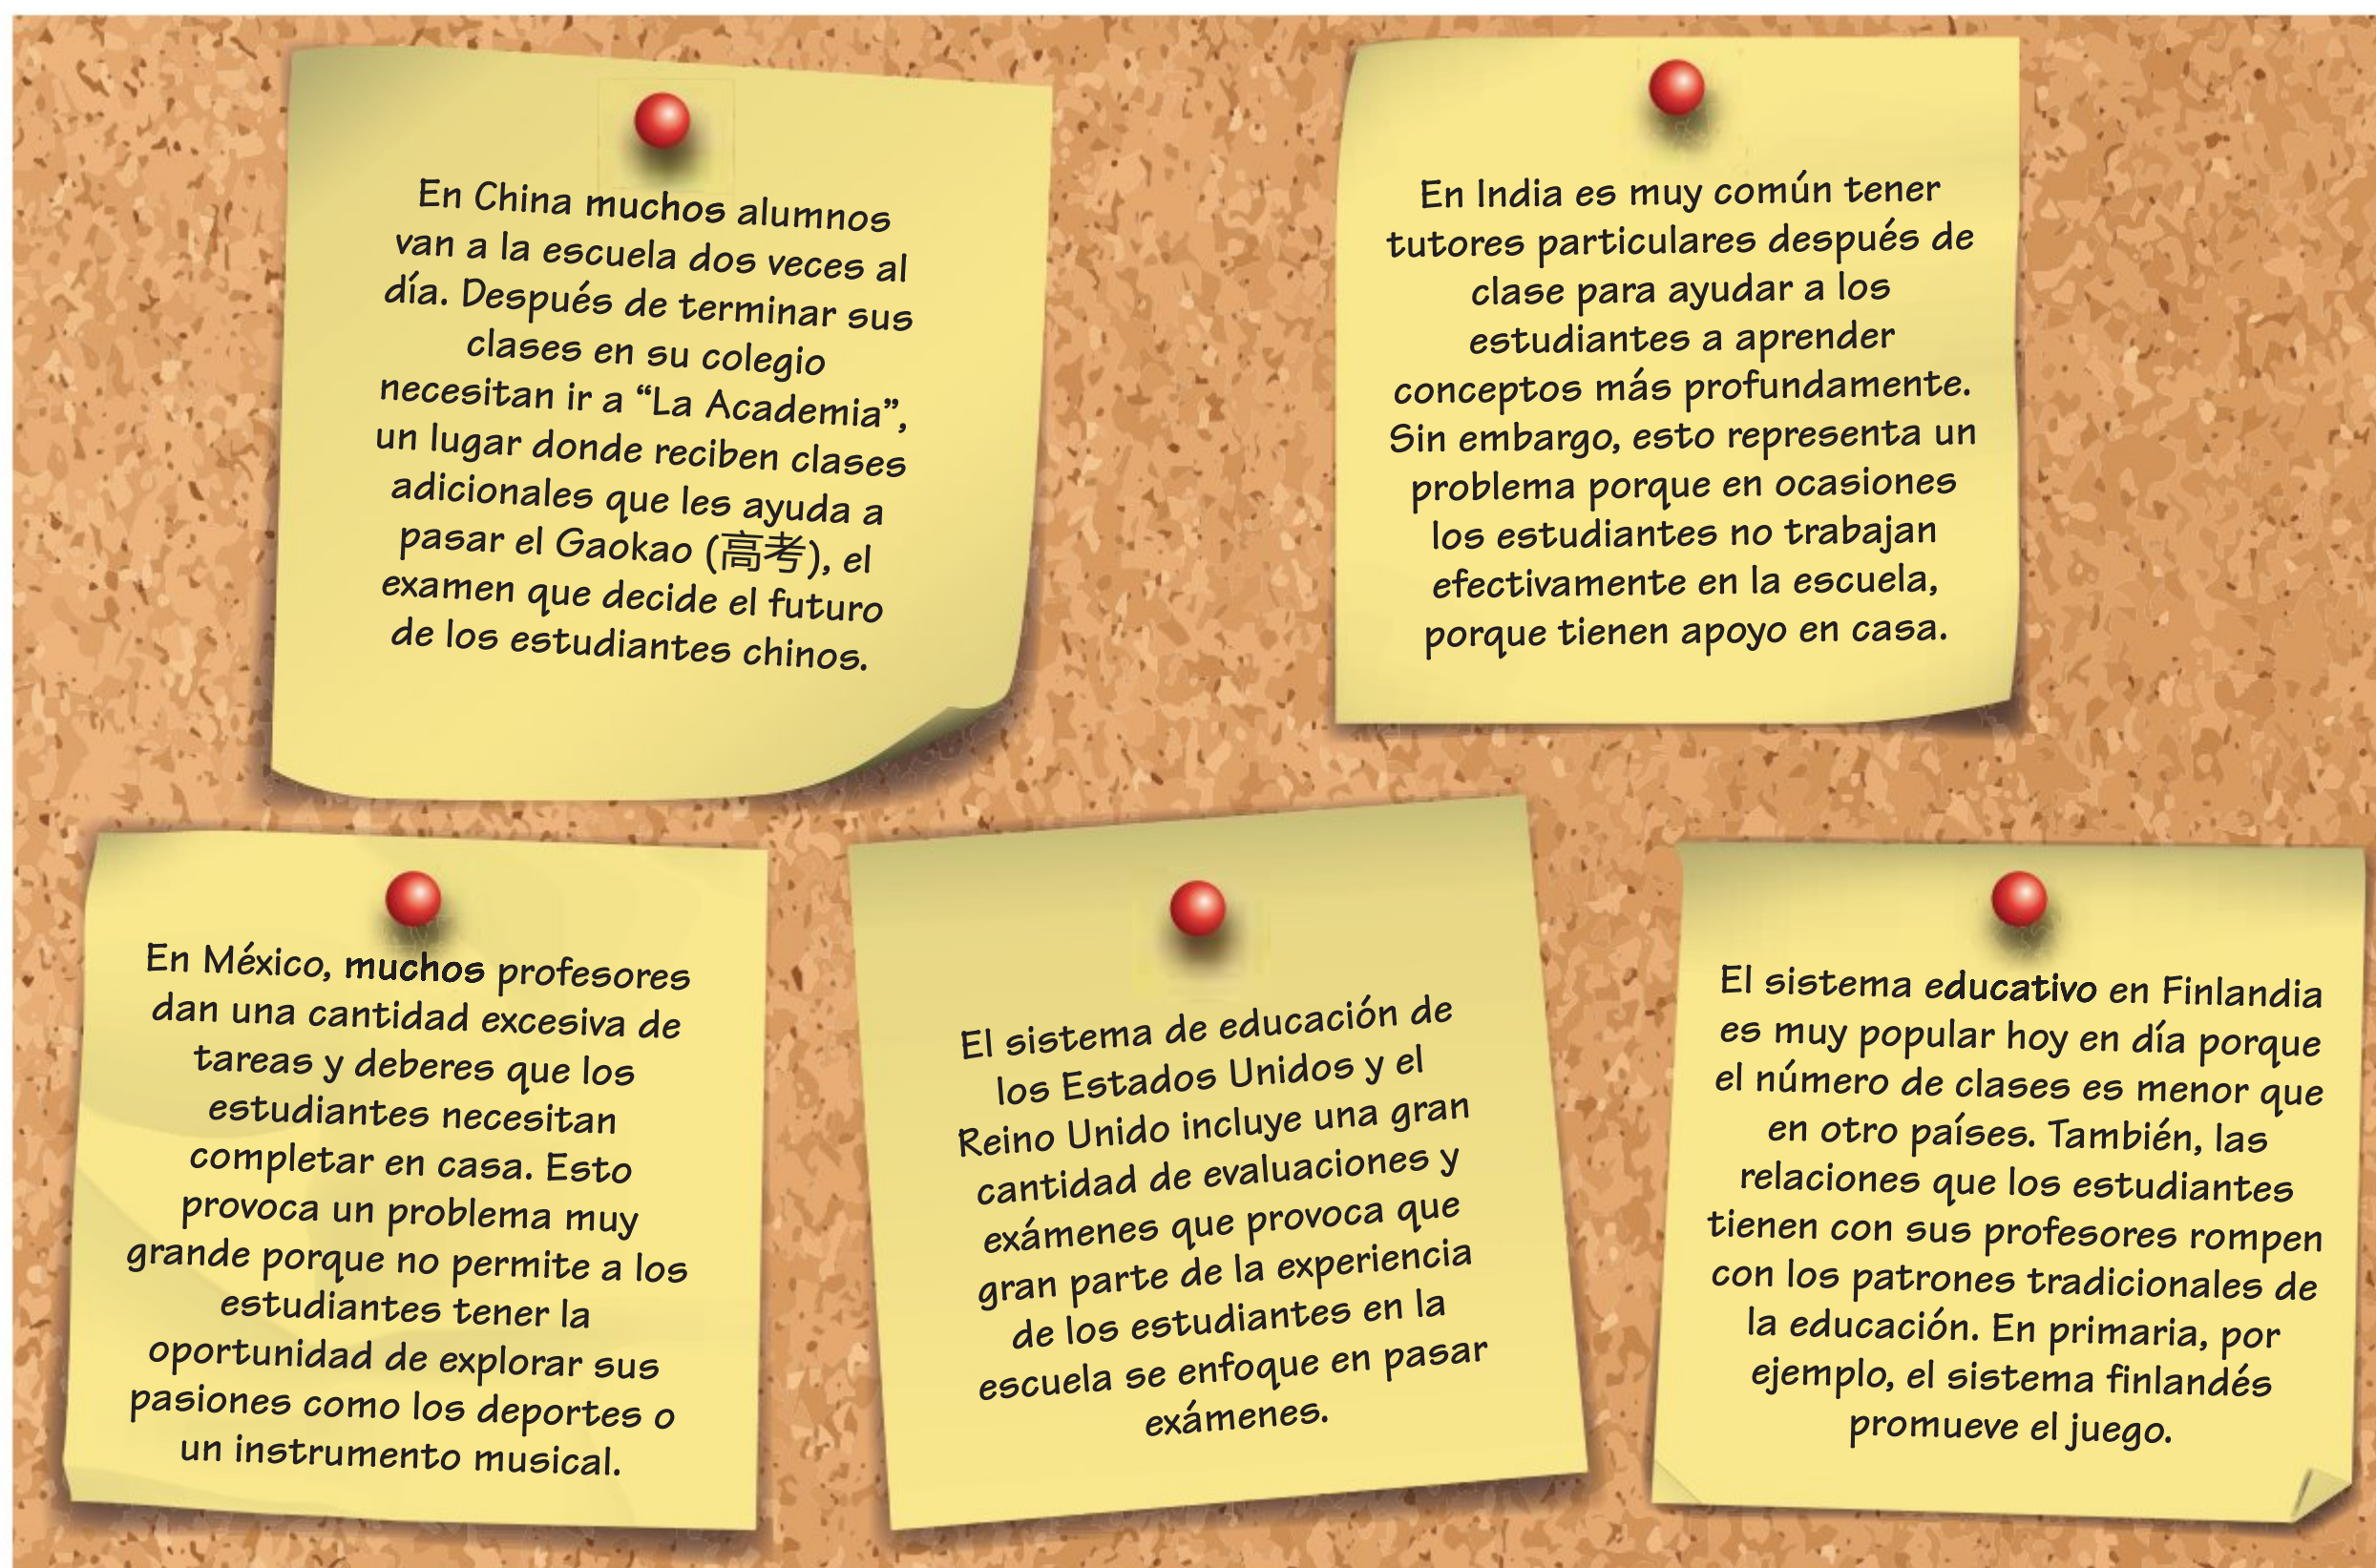 En China muchos alumnos
van a la escuela dos veces al
día. Después de terminar sus
clases en su colegio
necesitan ir a “La Academia”,
un lugar donde reciben clases
adicionales que les ayuda a
pasar el Gaokao (高考), el
examen que decide el futuro
de los estudiantes chinos.
En India es muy común tener
tutores particulares después de
clase para ayudar a los
estudiantes a aprender
conceptos más profundamente.
Sin embargo, esto representa un
problema porque en ocasiones
los estudiantes no trabajan
efectivamente en la escuela,
porque tienen apoyo en casa.
En México, muchos profesores
dan una cantidad excesiva de
tareas y deberes que los
estudiantes necesitan
completar en casa. Esto
provoca un problema muy
grande porque no permite a los
estudiantes tener la
oportunidad de explorar sus
pasiones como los deportes o
un instrumento musical.
El sistema de educación de
los Estados Unidos y el
Reino Unido incluye una gran
cantidad de evaluaciones y
exámenes que provoca que
gran parte de la experiencia
de los estudiantes en la
escuela se enfoque en pasar
exámenes.
El sistema educativo en Finlandia
es muy popular hoy en día porque
el número de clases es menor que
en otro países. También, las
relaciones que los estudiantes
tienen con sus profesores rompen
con los patrones tradicionales de
la educación. En primaria, por
ejemplo, el sistema finlandés
promueve el juego.